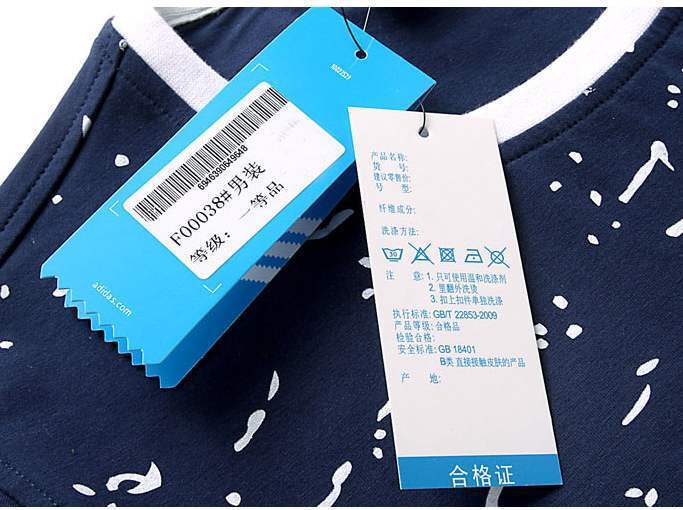 6946390649648
F00038#男装
等级: 一等品
adidas.com
产品名称:
货 号:
建议零售价:
号 型:
纤维成分:
洗涤方法:
30
注 意: 1. 只可使用温和洗涤剂
2. 里翻外洗烫
3. 扣上扣件单独洗涤
执行标准: GB/T 22853-2009
产品等级: 合格品
检验合格:
安全标准: GB 18401
B类 直接接触皮肤的产品
产 地:
合格证